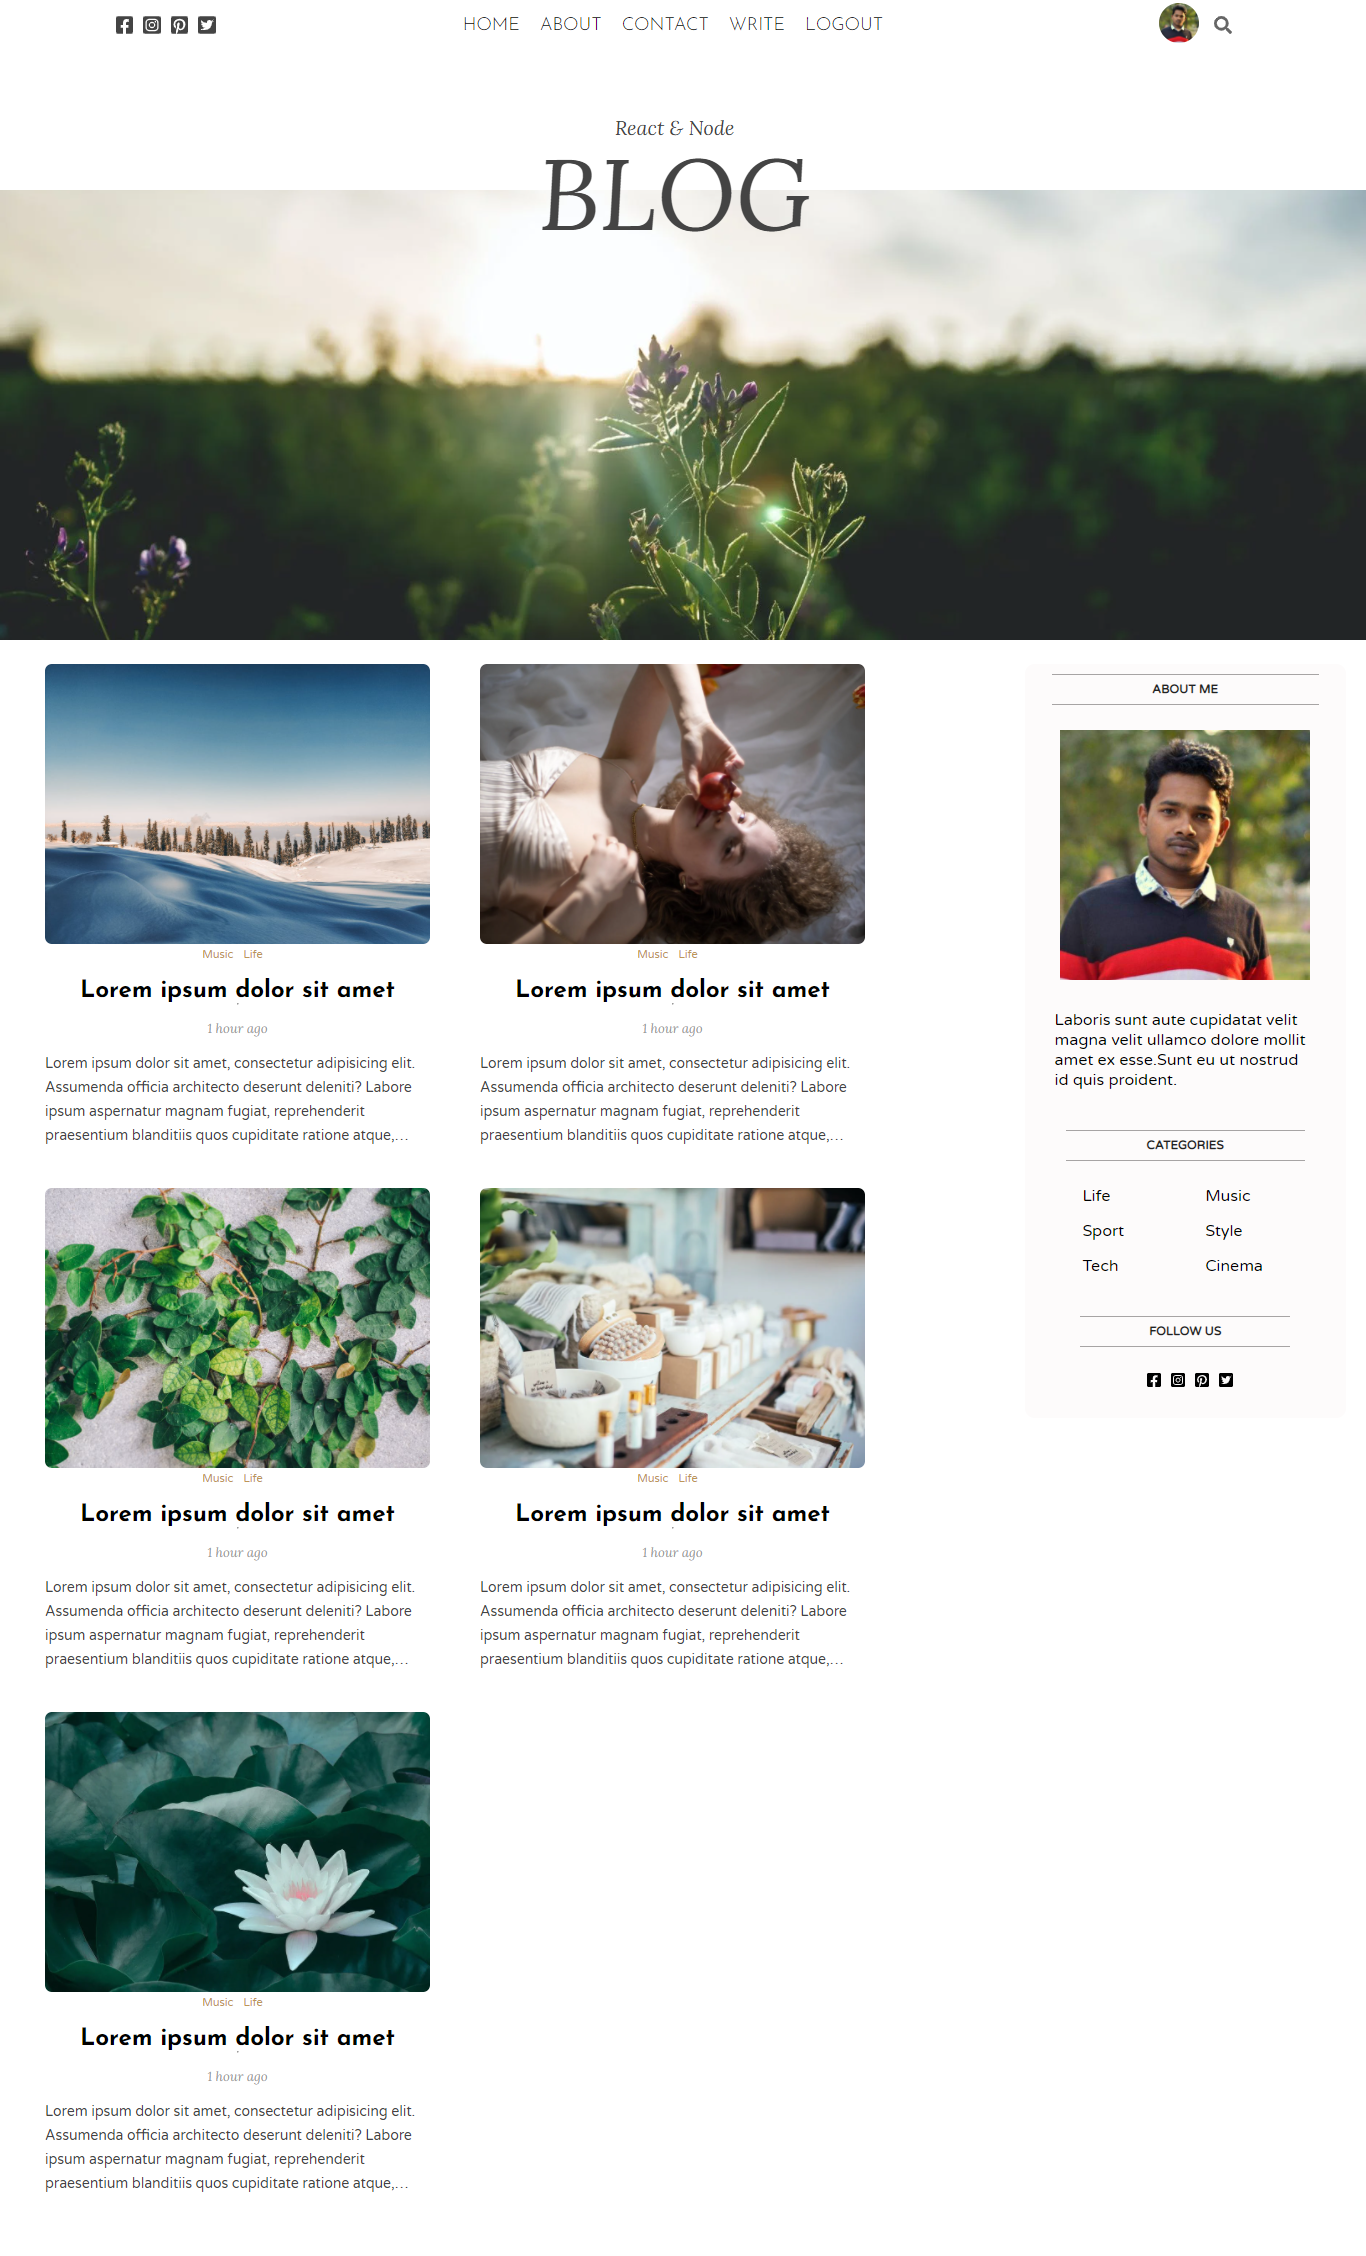 HOME ABOUT CONTACT WRITE LOGOUT
React & Node
BLOG
Music Life
Lorem ipsum dolor sit amet
1 hour ago
Lorem ipsum dolor sit amet, consectetur adipisicing elit.
Assumenda officia architecto deserunt deleniti? Labore
ipsum aspernatur magnam fugiat, reprehenderit
praesentium blanditiis quos cupiditate ratione atque,...
Music Life
Lorem ipsum dolor sit amet
1 hour ago
Lorem ipsum dolor sit amet, consectetur adipisicing elit.
Assumenda officia architecto deserunt deleniti? Labore
ipsum aspernatur magnam fugiat, reprehenderit
praesentium blanditiis quos cupiditate ratione atque,...
Music Life
Lorem ipsum dolor sit amet
1 hour ago
Lorem ipsum dolor sit amet, consectetur adipisicing elit.
Assumenda officia architecto deserunt deleniti? Labore
ipsum aspernatur magnam fugiat, reprehenderit
praesentium blanditiis quos cupiditate ratione atque,...
Music Life
Lorem ipsum dolor sit amet
1 hour ago
Lorem ipsum dolor sit amet, consectetur adipisicing elit.
Assumenda officia architecto deserunt deleniti? Labore
ipsum aspernatur magnam fugiat, reprehenderit
praesentium blanditiis quos cupiditate ratione atque,...
Music Life
Lorem ipsum dolor sit amet
1 hour ago
Lorem ipsum dolor sit amet, consectetur adipisicing elit.
Assumenda officia architecto deserunt deleniti? Labore
ipsum aspernatur magnam fugiat, reprehenderit
praesentium blanditiis quos cupiditate ratione atque,...
ABOUT ME
Laboris sunt aute cupidatat velit
magna velit ullamco dolore mollit
amet ex esse.Sunt eu ut nostrud
id quis proident.
CATEGORIES
Life Music
Sport Style
Tech Cinema
FOLLOW US